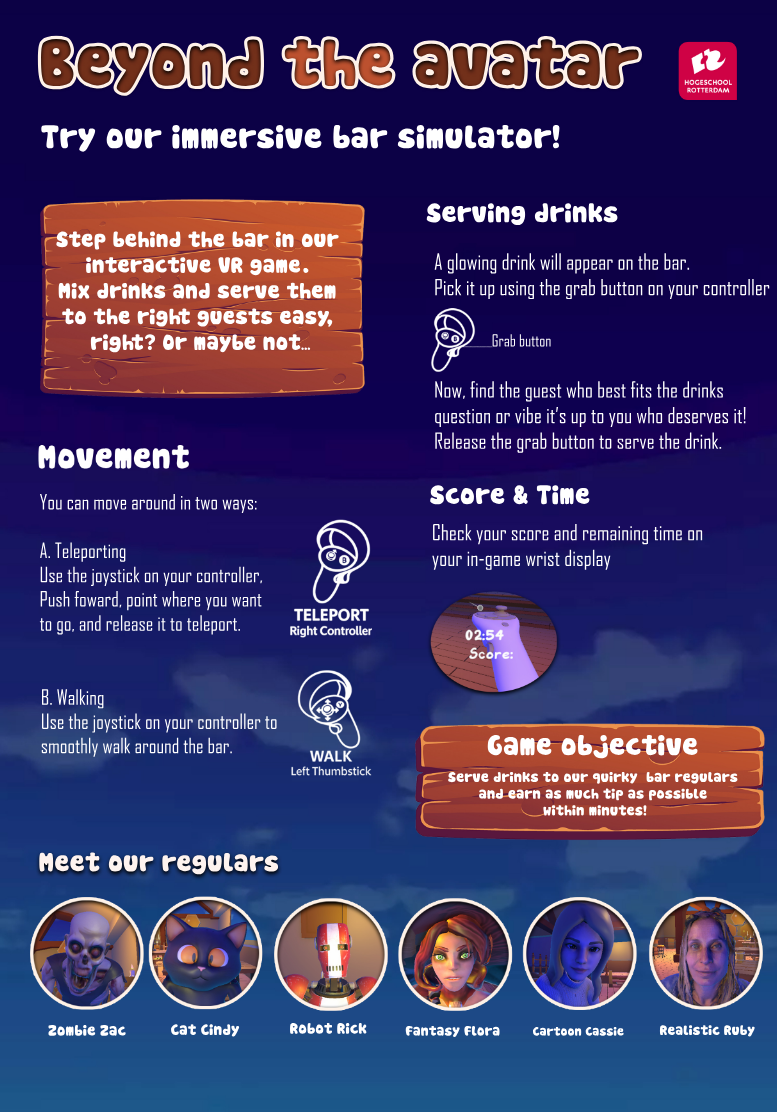 Beyond the avatar
HOGESCHOOL
ROTTERDAM
Try our immersive bar simulator!
Step behind the bar in our
interactive VR game.
Mix drinks and serve them
to the right guests easy,
right? Or maybe not...
Movement
You can move around in two ways:
A. Teleporting
Use the joystick on your controller,
Push foward, point where you want
to go, and release it to teleport.
B
TELEPORT
Right Controller
B. Walking
Use the joystick on your controller to
smoothly walk around the bar.
WALK
Left Thumbstick
Serving drinks
A glowing drink will appear on the bar.
Pick it up using the grab button on your controller
Grab button
Now, find the guest who best fits the drinks
question or vibe it's up to you who deserves it!
Release the grab button to serve the drink.
Score & Time
Check your score and remaining time on
your in-game wrist display
02:54
Score:
Game objective
Serve drinks to our quirky bar regulars
and earn as much tip as possible
within minutes!
Meet our regulars
Zombie Zac
Cat Cindy
Robot Rick
Fantasy Flora
Cartoon Cassie
Realistic Ruby